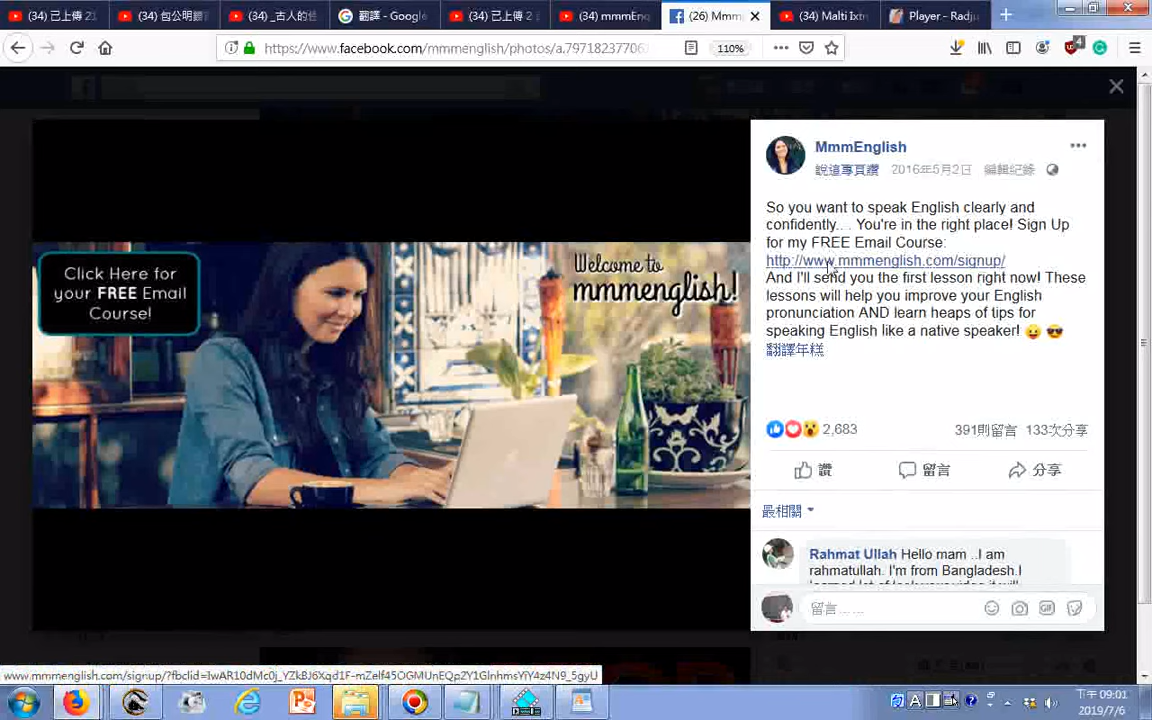 (34) 已上傳 21
(34) 包公明
(34) _古人的
翻譯 - Google
(34) 已上傳 2
(34) mmmEng
(26) Mmm
(34) Malti Ixtr
Player - Radju
https://www.facebook.com/mmmenglish/photos/a.797182377063
110%
4
MmmEnglish
說這專頁讚 2016年5月2日 編輯紀錄
So you want to speak English clearly and
confidently.. . You're in the right place! Sign Up
for my FREE Email Course:
http://www.mmmenglish.com/signup/
And I'll send you the first lesson right now! These
lessons will help you improve your English
pronunciation AND learn heaps of tips for
speaking English like a native speaker! 😜 😎
翻譯年糕
Click Here for
your FREE Email
Course!
Welcome to
mmmenglish!
2,683 391則留言 133次分享
讚 留言 分享
最相關
Rahmat Ullah Hello mam ..I am
rahmatullah. I'm from Bangladesh.I
留言......
GIF
www.mmmenglish.com/signup/?fbclid=IwAR10dMc0j_YZkBJ6Xqd1F-mZelf45OGMUnEQpZY1GlnhmsYiY4z4N9_5gyU
下午 09:01
2019/7/6